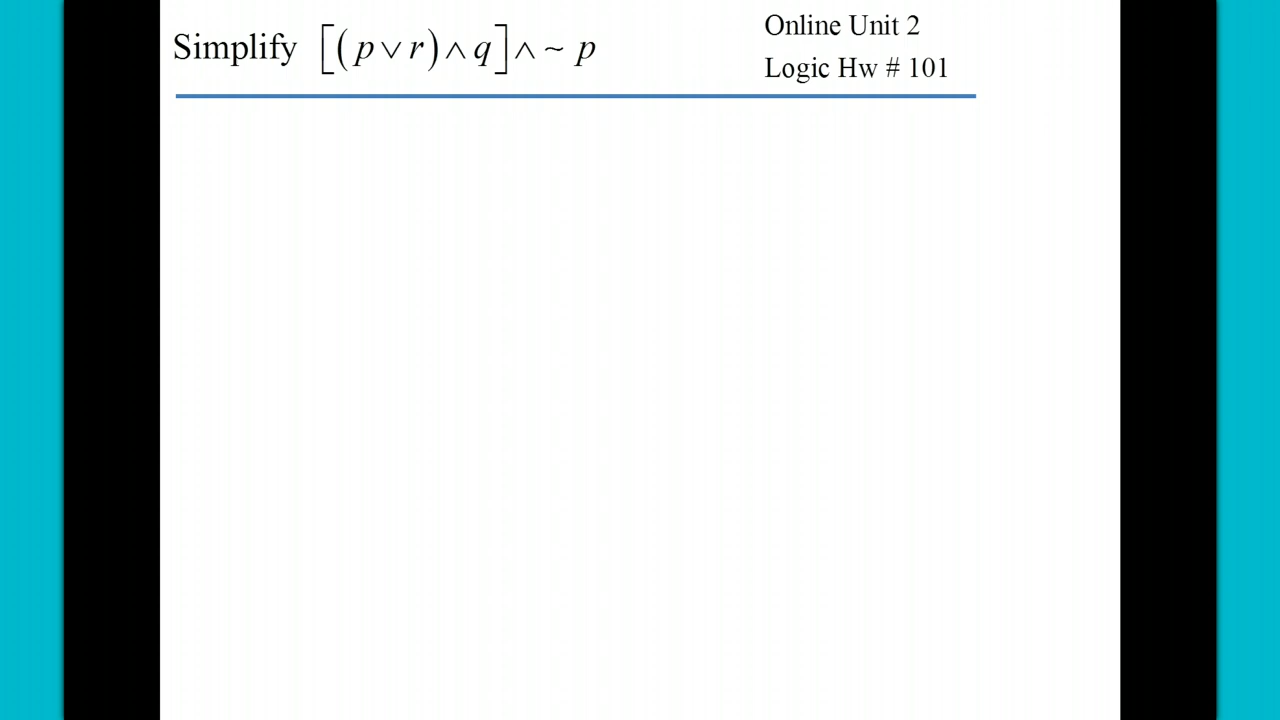 Simplify [(p∨r)∧q]∧~p
Online Unit 2
Logic Hw # 101